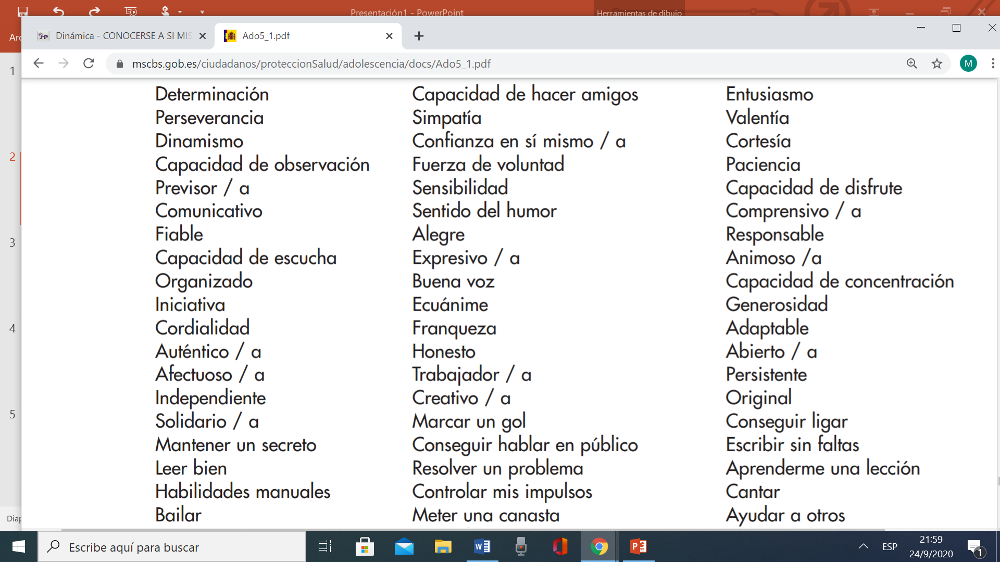 Presentación1 - PowerPoint
Herramientas de dibujo
Dinámica - CONOCERSE A SI MIS
Ado5_1.pdf
mscbs.gob.es/ciudadanos/proteccionSalud/adolescencia/docs/Ado5_1.pdf
M
1
2
3
4
5
Determinación Capacidad de hacer amigos Entusiasmo
Perseverancia Simpatía Valentía
Dinamismo Confianza en sí mismo / a Cortesía
Capacidad de observación Fuerza de voluntad Paciencia
Previsor / a Sensibilidad Capacidad de disfrute
Comunicativo Sentido del humor Comprensivo / a
Fiable Alegre Responsable
Capacidad de escucha Expresivo / a Animoso /a
Organizado Buena voz Capacidad de concentración
Iniciativa Ecuánime Generosidad
Cordialidad Franqueza Adaptable
Auténtico / a Honesto Abierto / a
Afectuoso / a Trabajador / a Persistente
Independiente Creativo / a Original
Solidario / a Marcar un gol Conseguir ligar
Mantener un secreto Conseguir hablar en público Escribir sin faltas
Leer bien Resolver un problema Aprenderme una lección
Habilidades manuales Controlar mis impulsos Cantar
Bailar Meter una canasta Ayudar a otros
Escribe aquí para buscar
ESP
21:59
24/9/2020
1